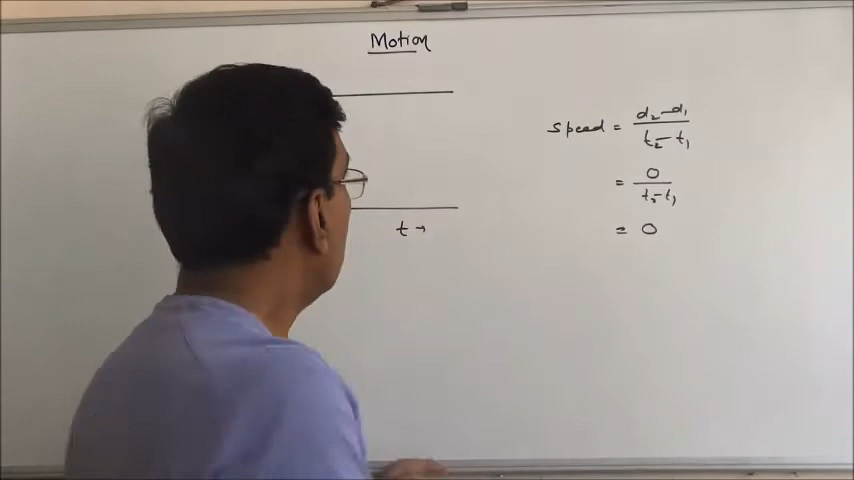 Motion
speed = d₂-d₁ / t₂-t₁
= 0 / t₂-t₁
= 0
t →